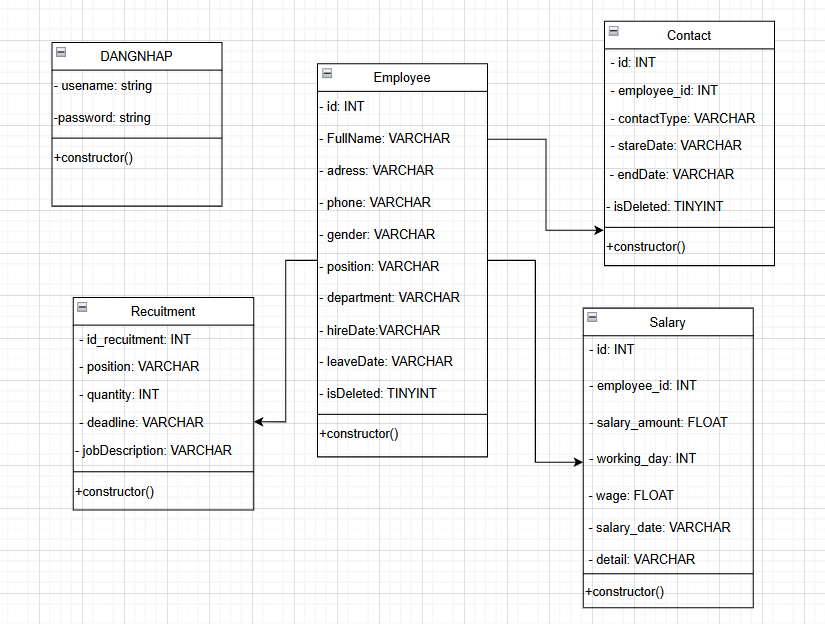 DANGNHAP
- usename: string
-password: string
+constructor()
Employee
- id: INT
- FullName: VARCHAR
- adress: VARCHAR
- phone: VARCHAR
- gender: VARCHAR
- position: VARCHAR
- department: VARCHAR
- hireDate:VARCHAR
- leaveDate: VARCHAR
- isDeleted: TINYINT
+constructor()
Contact
- id: INT
- employee_id: INT
- contactType: VARCHAR
- stareDate: VARCHAR
- endDate: VARCHAR
- isDeleted: TINYINT
+constructor()
Recuitment
- id_recuitment: INT
- position: VARCHAR
- quantity: INT
- deadline: VARCHAR
- jobDescription: VARCHAR
+constructor()
Salary
- id: INT
- employee_id: INT
- salary_amount: FLOAT
- working_day: INT
- wage: FLOAT
- salary_date: VARCHAR
- detail: VARCHAR
+constructor()